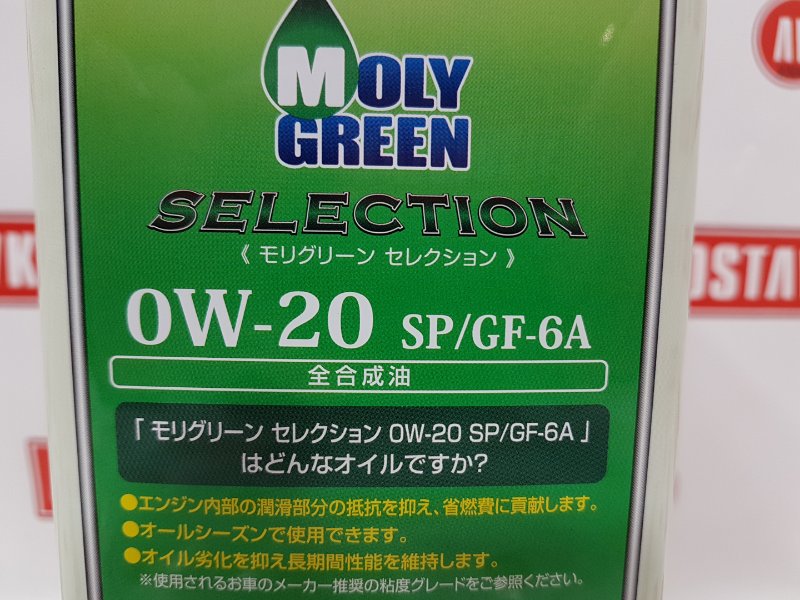 MOLY
GREEN
SELECTION
《 モリグリーン セレクション 》
0W-20 SP/GF-6A
全合成油
「 モリグリーン セレクション 0W-20 SP/GF-6A 」
はどんなオイルですか?
●エンジン内部の潤滑部分の抵抗を抑え、省燃費に貢献します。
●オールシーズンで使用できます。
●オイル劣化を抑え長期間性能を維持します。
※使用されるお車のメーカー推奨の粘度グレードをご参照ください。